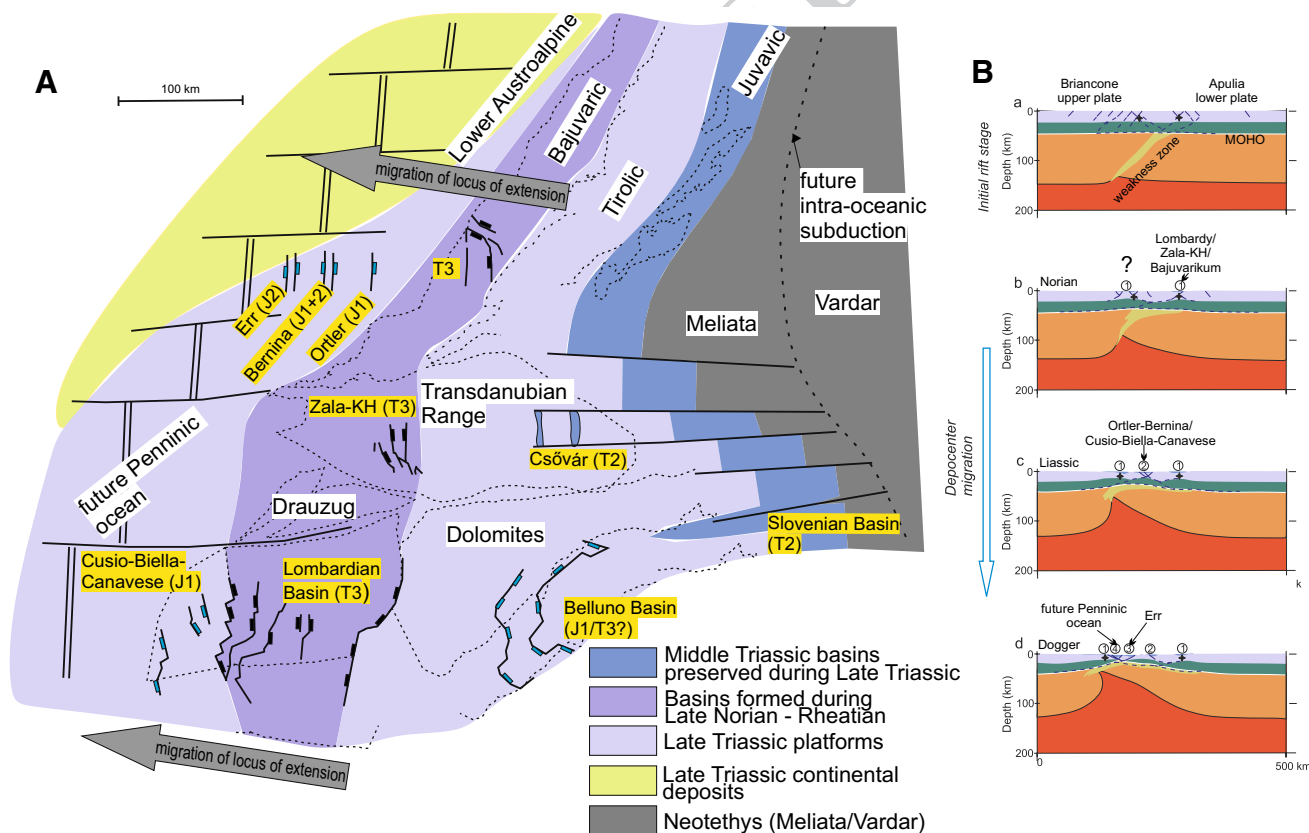 A
100 km
Lower Austroalpine
Bajuvaric
Tirolic
Juvavic
migration of locus of extension
future
intra-oceanic
subduction
Vardar
Meliata
T3
Err (J2)
Bernina (J1+2)
Ortler (J1)
Zala-KH (T3)
Transdanubian
Range
Csővár (T2)
future Penninic
ocean
Drauzug
Dolomites
Slovenian Basin
(T2)
Cusio-Biella-
Canavese (J1)
Lombardian
Basin (T3)
Belluno Basin
(J1/T3?)
migration of locus of extension
Middle Triassic basins
preserved during Late Triassic
Basins formed during
Late Norian - Rheatian
Late Triassic platforms
Late Triassic continental
deposits
Neotethys (Meliata/Vardar)
B
Briancone
upper plate
Apulia
lower plate
a
Initial rift stage
Depth (km)
0
100
200
MOHO
weakness zone
Lombardy/
Zala-KH/
Bajuvarikum
?
b
Norian
1
1
Depth (km)
0
100
200
Depocenter
migration
Ortler-Bernina/
Cusio-Biella-Canavese
c
Liassic
1
2
1
Depth (km)
0
100
200
k
future Penninic
ocean
Err
d
Dogger
1
4
3
2
1
Depth (km)
0
100
200
0
500 km